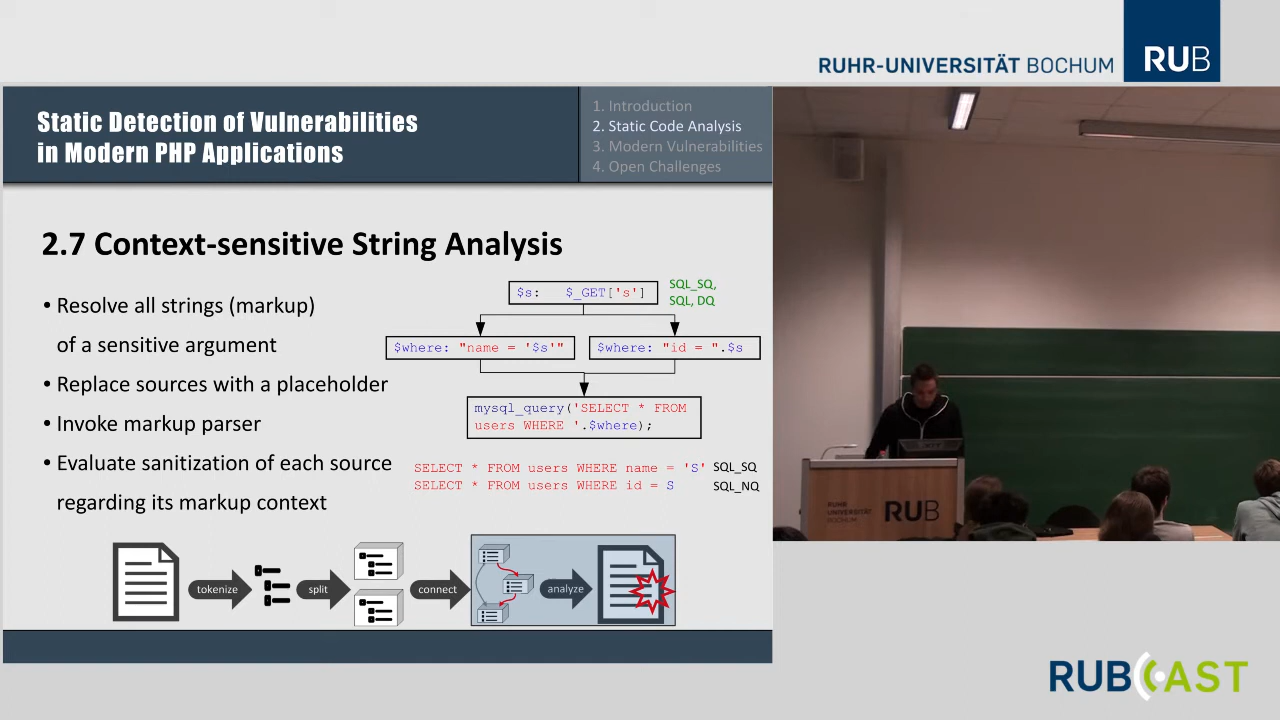 RUHR-UNIVERSITÄT BOCHUM
RUB
Static Detection of Vulnerabilities
in Modern PHP Applications
1. Introduction
2. Static Code Analysis
3. Modern Vulnerabilities
4. Open Challenges
2.7 Context-sensitive String Analysis
• Resolve all strings (markup)
of a sensitive argument
• Replace sources with a placeholder
• Invoke markup parser
• Evaluate sanitization of each source
regarding its markup context
$s: $_GET['s']
SQL_SQ,
SQL, DQ
$where: "name = '$s'"
$where: "id = ".$s
mysql_query('SELECT * FROM
users WHERE '.$where);
SELECT * FROM users WHERE name = 'S' SQL_SQ
SELECT * FROM users WHERE id = S SQL_NQ
tokenize
split
connect
analyze
RUHR
UNIVERSITÄT
BOCHUM
RUB
RUBCAST